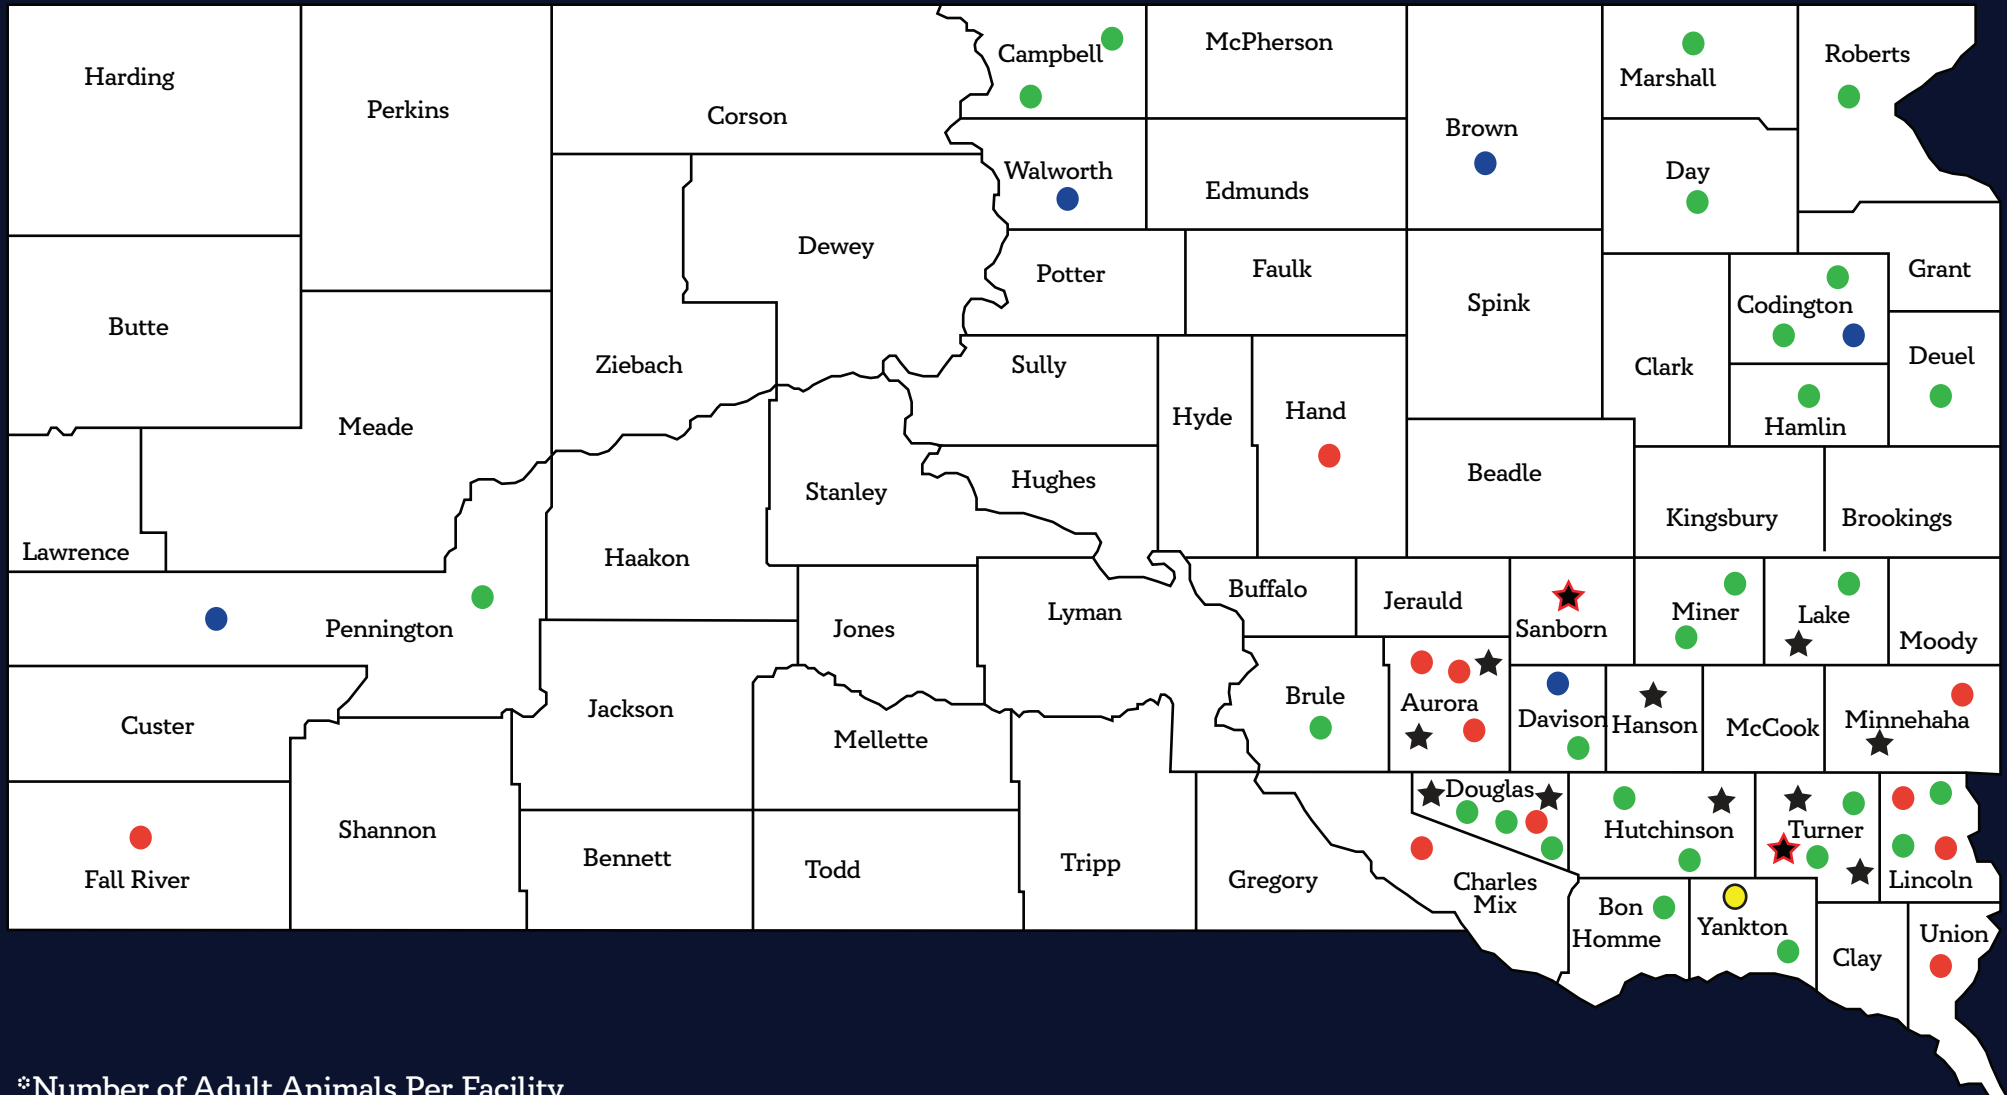 Harding
Perkins
Corson
Campbell
McPherson
Brown
Marshall
Roberts
Walworth
Edmunds
Day
Dewey
Potter
Faulk
Spink
Codington
Grant
Butte
Meade
Ziebach
Sully
Hyde
Hand
Clark
Deuel
Hamlin
Lawrence
Haakon
Stanley
Hughes
Beadle
Kingsbury
Brookings
Pennington
Jones
Lyman
Buffalo
Jerauld
Sanborn
Miner
Lake
Moody
Custer
Jackson
Mellette
Brule
Aurora
Davison
Hanson
McCook
Minnehaha
Fall River
Shannon
Bennett
Todd
Tripp
Gregory
Douglas
Charles
Mix
Hutchinson
Turner
Lincoln
Bon
Homme
Yankton
Clay
Union
*Number of Adult Animals Per Facility